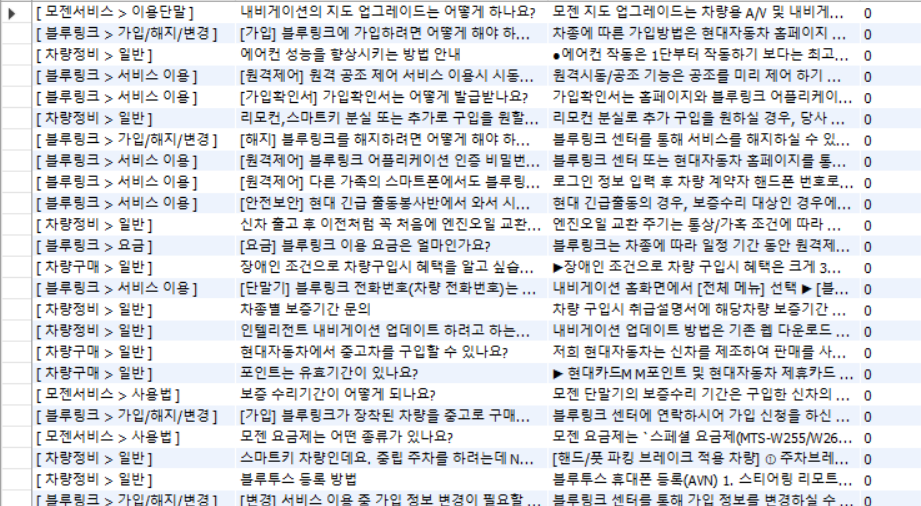 [ 모젠서비스 > 이용단말 ] 내비게이션의 지도 업그레이드는 어떻게 하나요? 모젠 지도 업그레이드는 차량용 A/V 및 내비게... 0
[ 블루링크 > 가입/해지/변경 ] [가입] 블루링크에 가입하려면 어떻게 해야 하... 차종에 따른 가입방법은 현대자동차 홈페이지 ... 0
[ 차량정비 > 일반 ] 에어컨 성능을 향상시키는 방법 안내 ●에어컨 작동은 1단부터 작동하기 보다는 최고... 0
[ 블루링크 > 서비스 이용 ] [원격제어] 원격 공조 제어 서비스 이용시 시동... 원격시동/공조 기능은 공조를 미리 제어 하기 ... 0
[ 블루링크 > 서비스 이용 ] [가입확인서] 가입확인서는 어떻게 발급받나요? 가입확인서는 홈페이지와 블루링크 어플리케이... 0
[ 차량정비 > 일반 ] 리모컨,스마트키 분실 또는 추가로 구입을 원할... 리모컨 분실로 추가 구입을 원하실 경우, 당사 ... 0
[ 블루링크 > 가입/해지/변경 ] [해지] 블루링크를 해지하려면 어떻게 해야 하... 블루링크 센터를 통해 서비스를 해지하실 수 있... 0
[ 블루링크 > 서비스 이용 ] [원격제어] 블루링크 어플리케이션 인증 비밀번... 블루링크 센터 또는 현대자동차 홈페이지를 통... 0
[ 블루링크 > 서비스 이용 ] [원격제어] 다른 가족의 스마트폰에서도 블루링... 로그인 정보 입력 후 차량 계약자 핸드폰 번호로... 0
[ 블루링크 > 서비스 이용 ] [안전보안] 현대 긴급 출동봉사반에서 와서 시... 현대 긴급출동의 경우, 보증수리 대상인 경우에... 0
[ 차량정비 > 일반 ] 신차 출고 후 이전처럼 꼭 처음에 엔진오일 교환... 엔진오일 교환 주기는 통상/가혹 조건에 따라 ... 0
[ 블루링크 > 요금 ] [요금] 블루링크 이용 요금은 얼마인가요? 블루링크는 차종에 따라 일정 기간 동안 원격제... 0
[ 차량구매 > 일반 ] 장애인 조건으로 차량구입시 혜택을 알고 싶습... ▶장애인 조건으로 차량 구입시 혜택은 크게 3... 0
[ 블루링크 > 서비스 이용 ] [단말기] 블루링크 전화번호(차량 전화번호)는 ... 내비게이션 홈화면에서 [전체 메뉴] 선택 ▶ [블... 0
[ 차량정비 > 일반 ] 차종별 보증기간 문의 차량 구입시 취급설명서에 해당차량 보증기간 ... 0
[ 차량정비 > 일반 ] 인텔리전트 내비게이션 업데이트 하려고 하는... 내비게이션 업데이트 방법은 기존 웹 다운로드 ... 0
[ 차량구매 > 일반 ] 현대자동차에서 중고차를 구입할 수 있나요? 저희 현대자동차는 신차를 제조하여 판매를 사... 0
[ 차량구매 > 일반 ] 포인트는 유효기간이 있나요? ▶ 현대카드M M포인트 및 현대자동차 제휴카드 ... 0
[ 모젠서비스 > 사용법 ] 보증 수리기간이 어떻게 되나요? 모젠 단말기의 보증수리 기간은 구입한 신차의 ... 0
[ 블루링크 > 가입/해지/변경 ] [가입] 블루링크가 장착된 차량을 중고로 구매... 블루링크 센터에 연락하시어 가입 신청을 하신 ... 0
[ 모젠서비스 > 사용법 ] 모젠 요금제는 어떤 종류가 있나요? 모젠 요금제는 `스페셜 요금제(MTS-W255/W26... 0
[ 차량정비 > 일반 ] 스마트키 차량인데요. 중립 주차를 하려는데 N... [핸드/풋 파킹 브레이크 적용 차량] ① 주차브레... 0
[ 차량정비 > 일반 ] 블루투스 등록 방법 블루투스 휴대폰 등록(AVN) 1. 스티어링 리모트... 0
[ 블루링크 > 가입/해지/변경 ] [변경] 서비스 이용 중 가입 정보 변경이 필요할... 블루링크 센터를 통해 가입 정보를 변경하실 수 ... 0